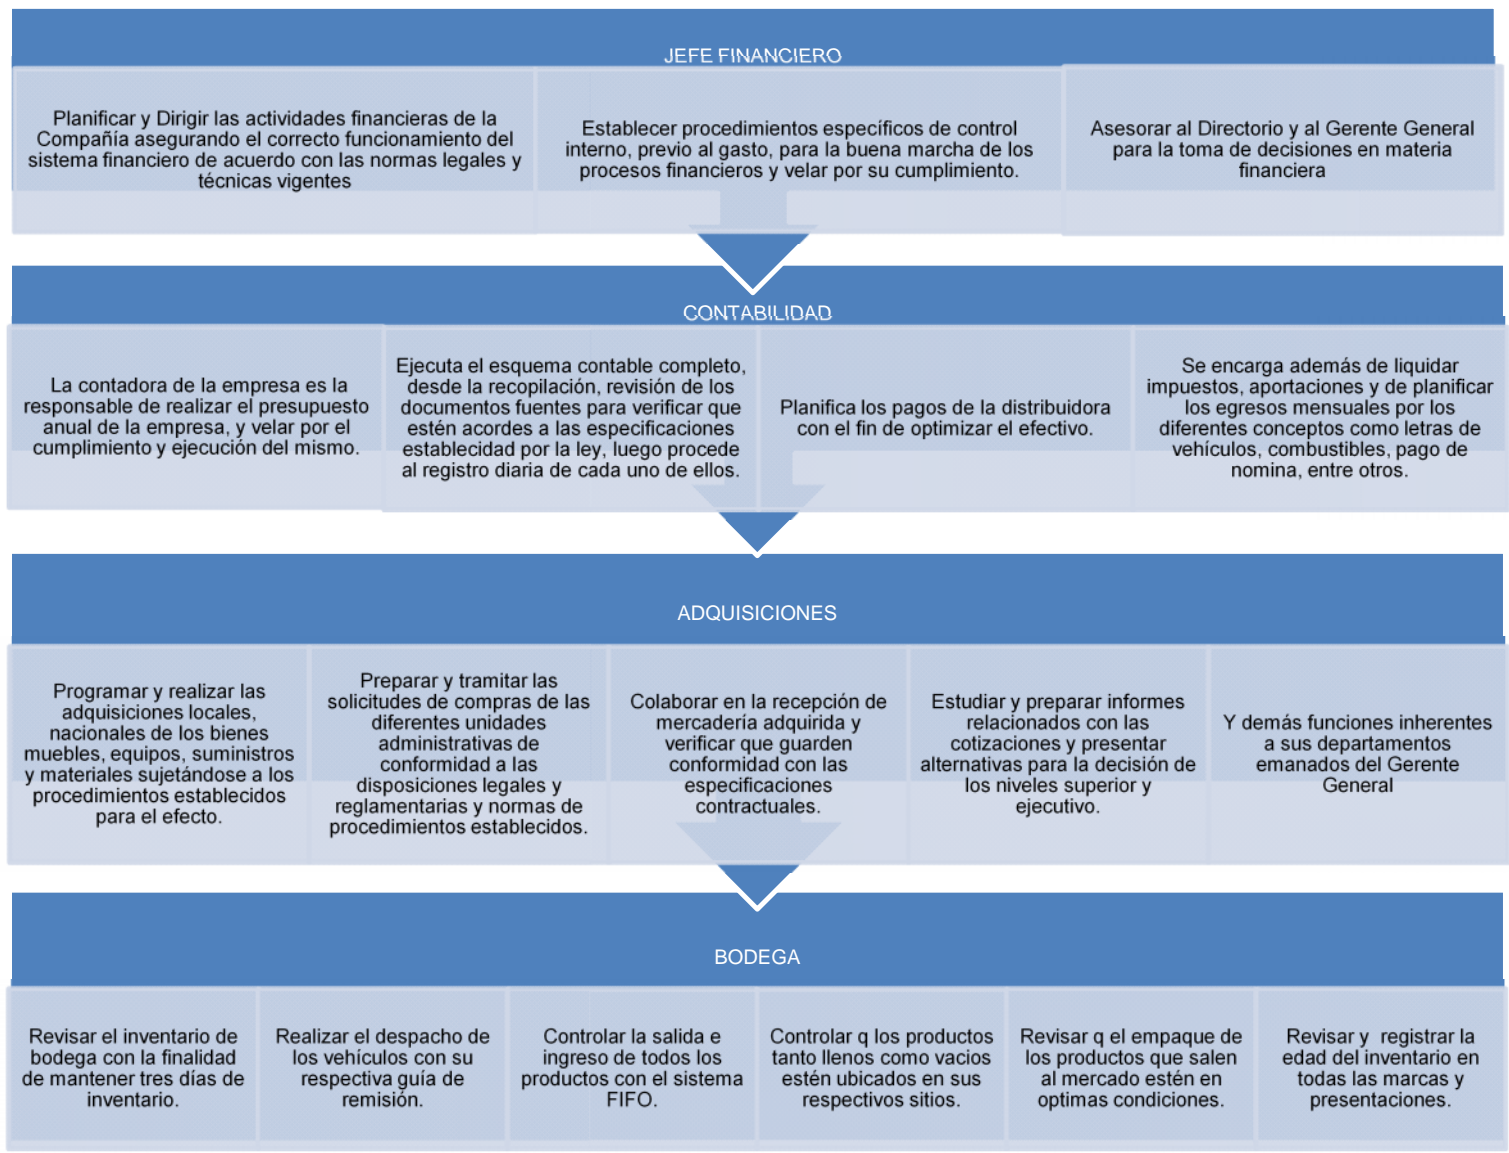 JEFE FINANCIERO
Planificar y Dirigir las actividades financieras de la
Compañía asegurando el correcto funcionamiento del
sistema financiero de acuerdo con las normas legales y
técnicas vigentes
Establecer procedimientos específicos de control
interno, previo al gasto, para la buena marcha de los
procesos financieros y velar por su cumplimiento.
Asesorar al Directorio y al Gerente General
para la toma de decisiones en materia
financiera
CONTABILIDAD
La contadora de la empresa es la
responsable de realizar el presupuesto
anual de la empresa, y velar por el
cumplimiento y ejecución del mismo.
Ejecuta el esquema contable completo,
desde la recopilación, revisión de los
documentos fuentes para verificar que
estén acordes a las especificaciones
establecidad por la ley, luego procede
al registro diaria de cada uno de ellos.
Planifica los pagos de la distribuidora
con el fin de optimizar el efectivo.
Se encarga además de liquidar
impuestos, aportaciones y de planificar
los egresos mensuales por los
diferentes conceptos como letras de
vehículos, combustibles, pago de
nomina, entre otros.
ADQUISICIONES
Programar y realizar las
adquisiciones locales,
nacionales de los bienes
muebles, equipos, suministros
y materiales sujetándose a los
procedimientos establecidos
para el efecto.
Preparar y tramitar las
solicitudes de compras de las
diferentes unidades
administrativas de
conformidad a las
disposiciones legales y
reglamentarias y normas de
procedimientos establecidos.
Colaborar en la recepción de
mercadería adquirida y
verificar que guarden
conformidad con las
especificaciones
contractuales.
Estudiar y preparar informes
relacionados con las
cotizaciones y presentar
alternativas para la decisión de
los niveles superior y
ejecutivo.
Y demás funciones inherentes
a sus departamentos
emanados del Gerente
General
BODEGA
Revisar el inventario de
bodega con la finalidad
de mantener tres días de
inventario.
Realizar el despacho de
los vehículos con su
respectiva guía de
remisión.
Controlar la salida e
ingreso de todos los
productos con el sistema
FIFO.
Controlar q los productos
tanto llenos como vacios
estén ubicados en sus
respectivos sitios.
Revisar q el empaque de
los productos que salen
al mercado estén en
optimas condiciones.
Revisar y  registrar la
edad del inventario en
todas las marcas y
presentaciones.